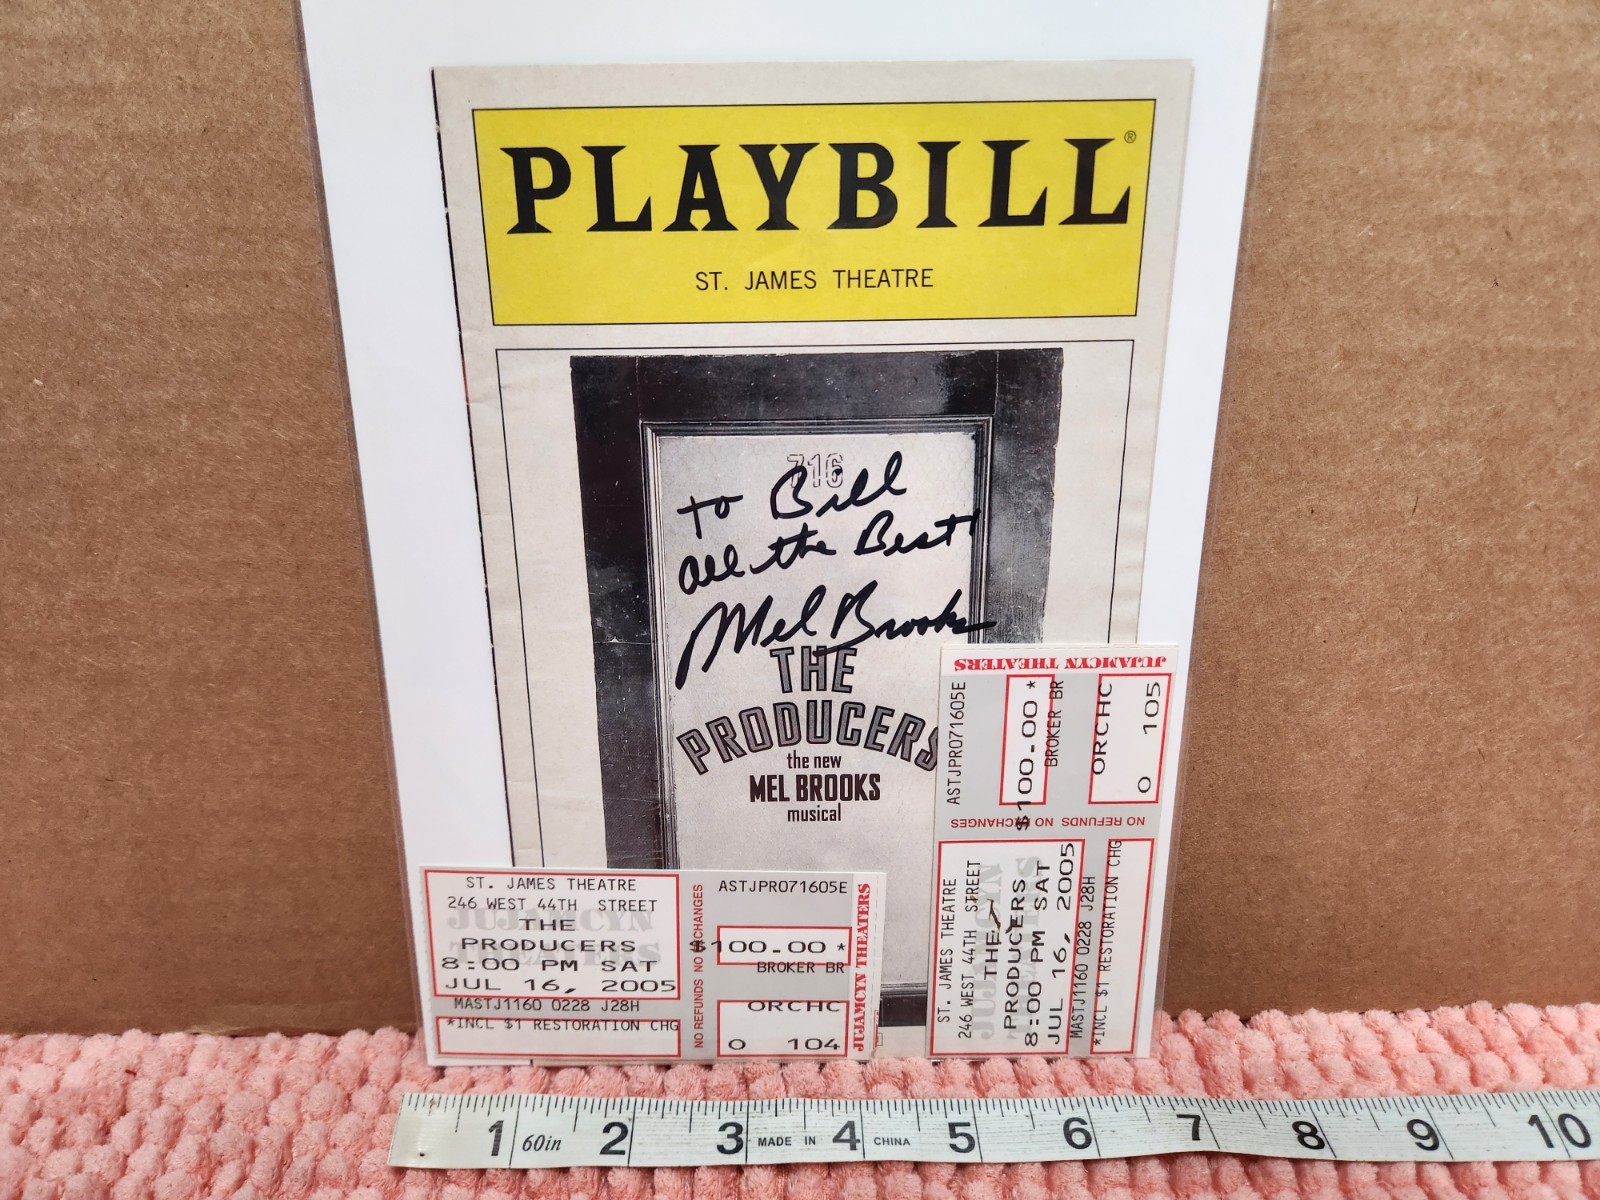 PLAYBILL®
ST. JAMES THEATRE
716
to Bill
all the Best!
Mel Brooks
THE
PRODUCERS
the new
MEL BROOKS
musical
ST. JAMES THEATRE
246 WEST 44TH STREET
THE
PRODUCERS
8:00 PM SAT
JUL 16, 2005
MASTJ1160 0228 J28H
*INCL $1 RESTORATION CHG
JUJAMCYN
THEATERS
NO REFUNDS NO EXCHANGES
ASTJPRO71605E
$100.00 *
BROKER BR
ORCHC
O 104
JUJAMCYN THEATERS
ST. JAMES THEATRE
246 WEST 44TH STREET
THE
PRODUCERS
8:00 PM SAT
JUL 16, 2005
MASTJ1160 0228 J28H
*INCL $1 RESTORATION CHG
JUJAMCYN
THEATERS
NO REFUNDS NO EXCHANGES
ASTJPRO71605E
$100.00 *
BROKER BR
ORCHC
O 105
JUJAMCYN THEATERS
1 60in 2 3 MADE IN 4 CHINA 5 6 7 8 9 10